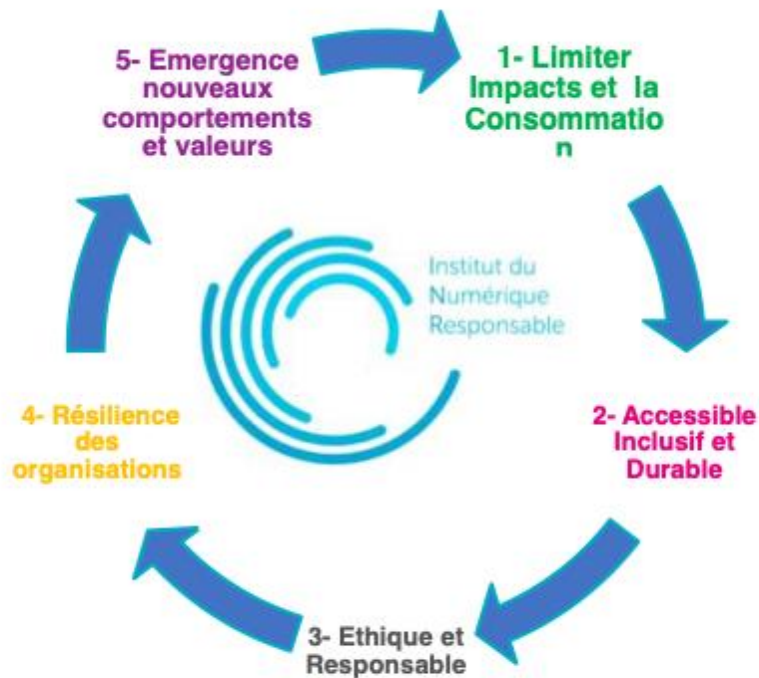 5- Emergence
nouveaux
comportements
et valeurs
1- Limiter
Impacts et la
Consommatio
n
Institut du
Numérique
Responsable
2- Accessible
Inclusif et
Durable
3- Ethique et
Responsable
4- Résilience
des
organisations